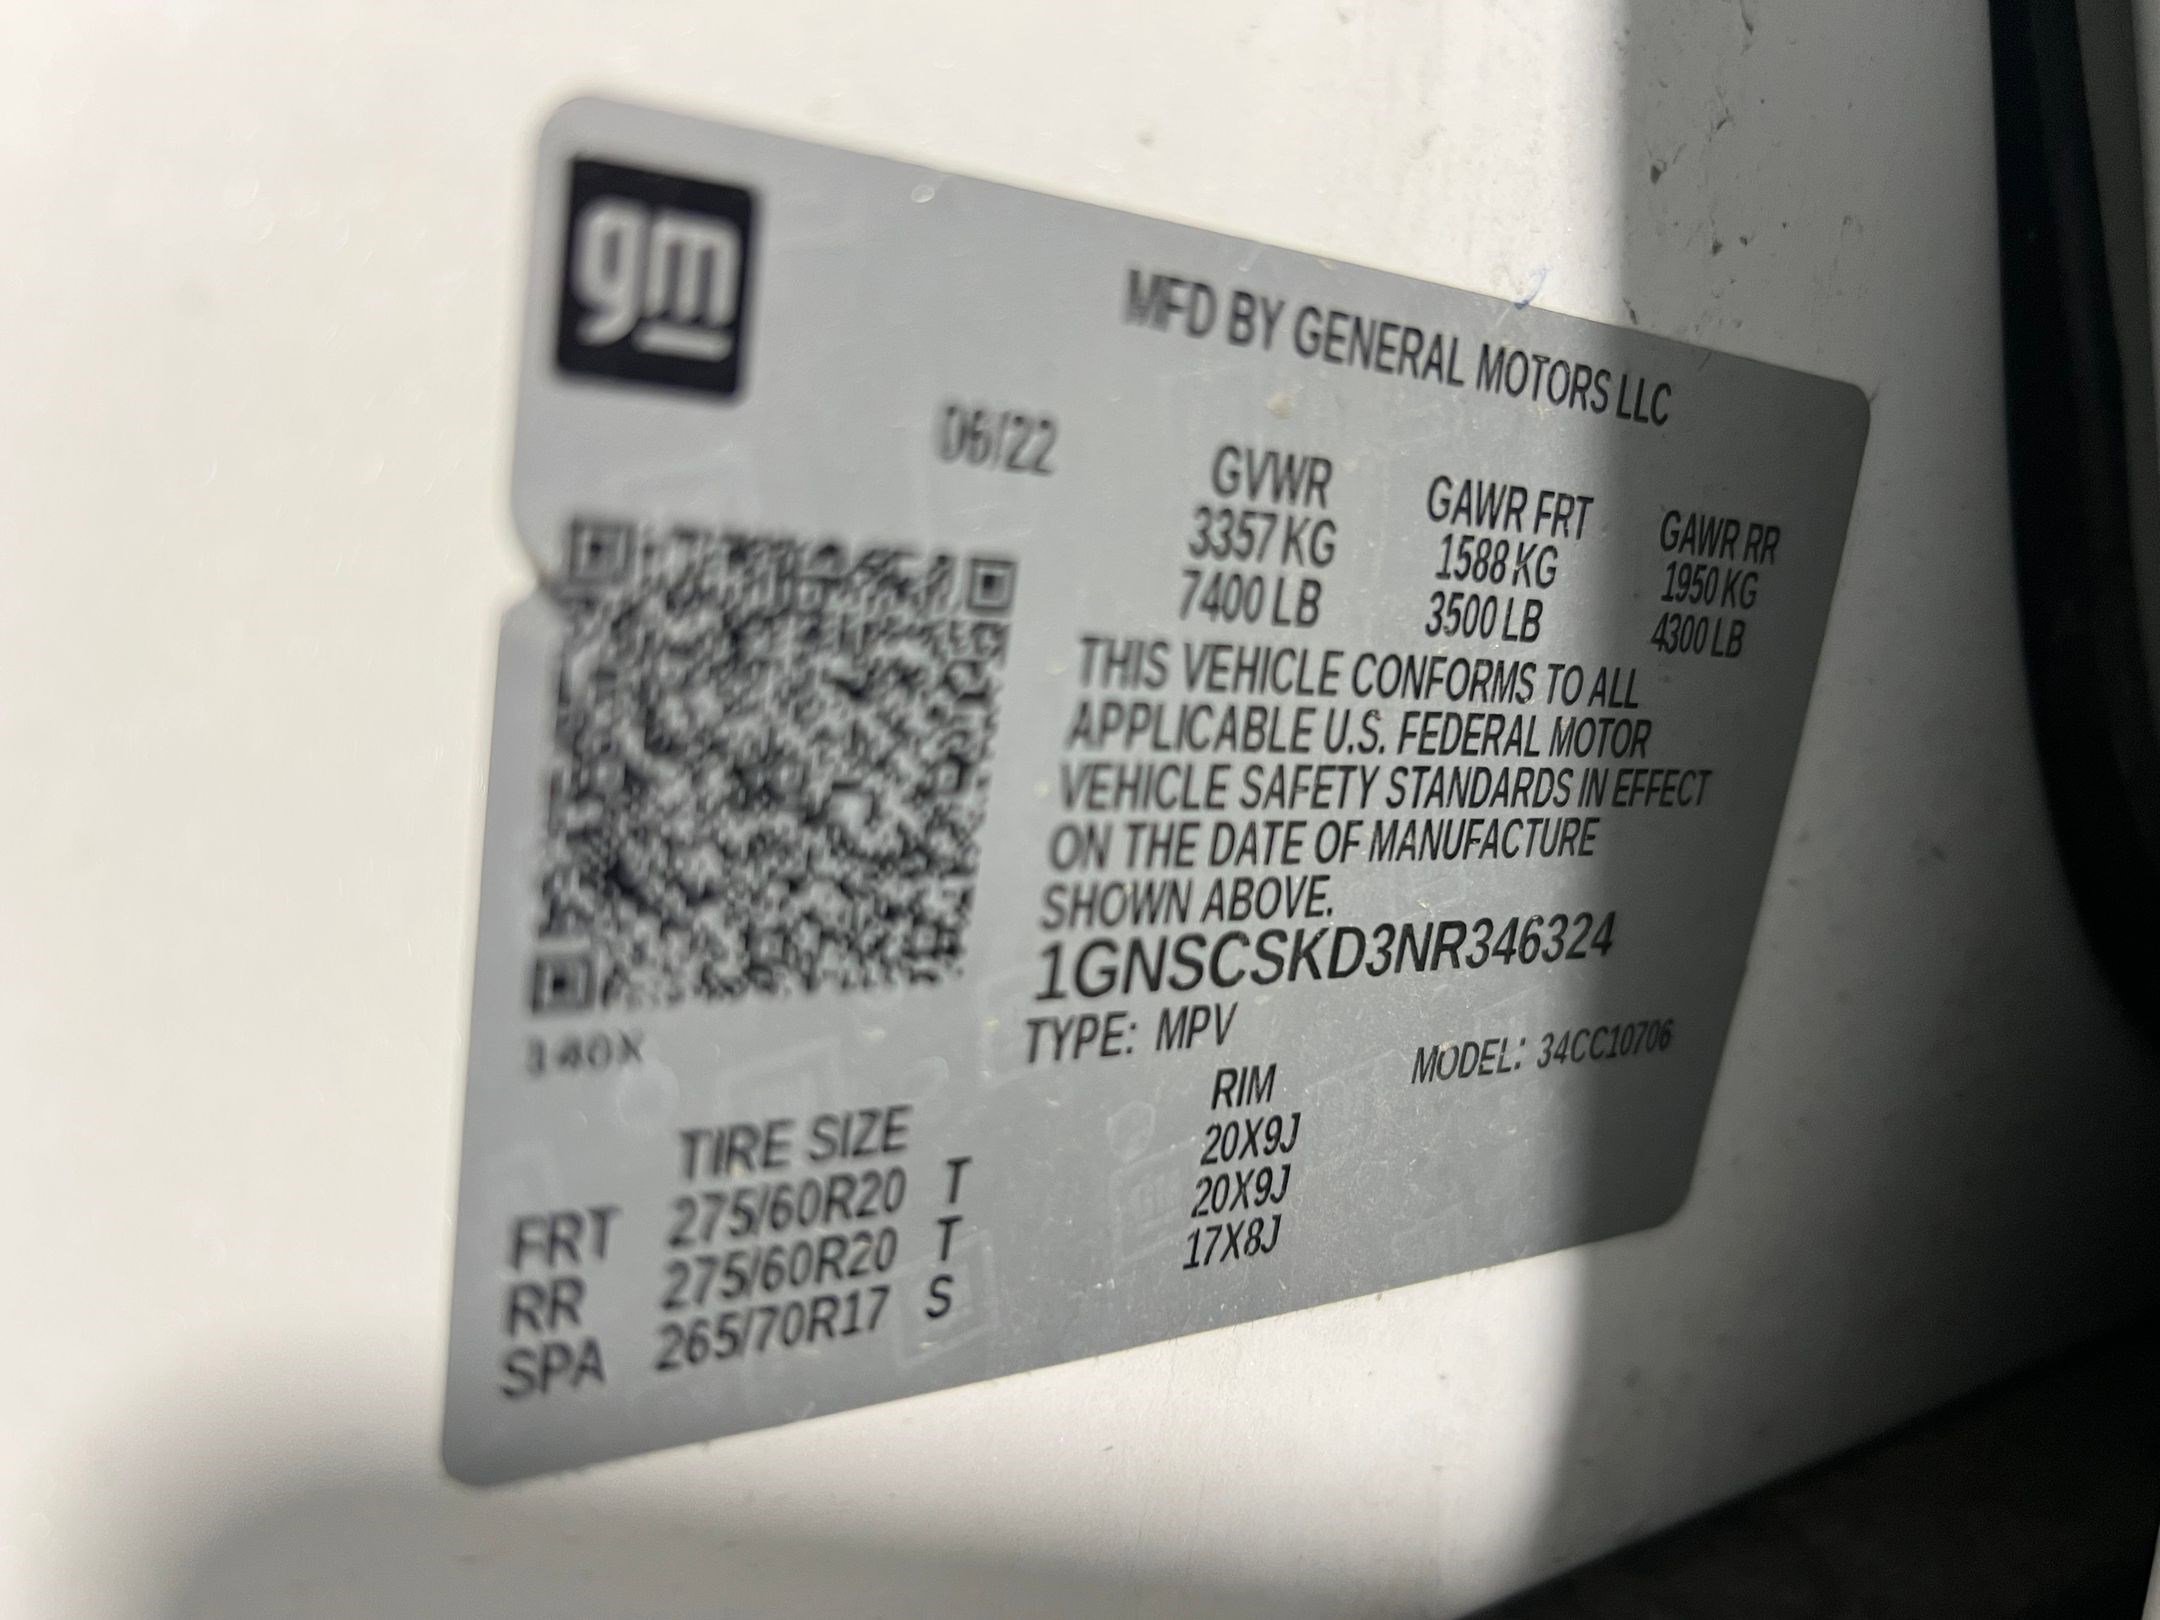 gm
MFD BY GENERAL MOTORS LLC
06/22
GVWR GAWR FRT GAWR RR
3357 KG 1588 KG 1950 KG
7400 LB 3500 LB 4300 LB
THIS VEHICLE CONFORMS TO ALL
APPLICABLE U.S. FEDERAL MOTOR
VEHICLE SAFETY STANDARDS IN EFFECT
ON THE DATE OF MANUFACTURE
SHOWN ABOVE.
1GNSCSKD3NR346324
TYPE: MPV MODEL: 34CC10706
140X
TIRE SIZE RIM
FRT 275/60R20 T 20X9J
RR 275/60R20 T 20X9J
SPA 265/70R17 S 17X8J